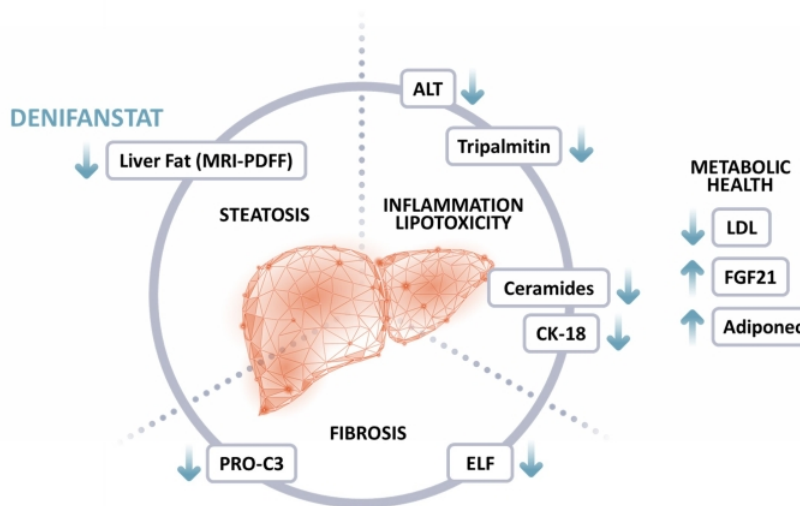 DENIFANSTAT
Liver Fat (MRI-PDFF)
STEATOSIS
ALT
Tripalmitin
INFLAMMATION
LIPOTOXICITY
Ceramides
CK-18
FIBROSIS
PRO-C3
ELF
METABOLIC
HEALTH
LDL
FGF21
Adiponec